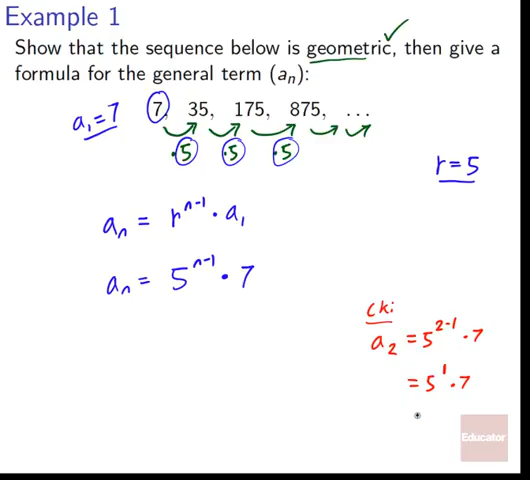 Example 1
Show that the sequence below is geometric, then give a
formula for the general term (aₙ):
a₁=7 7, 35, 175, 875, ...
·5 ·5 ·5
r=5
aₙ = rⁿ⁻¹ · a₁
aₙ = 5ⁿ⁻¹ · 7
ck:
a₂ = 5²⁻¹ · 7
= 5¹ · 7
Educator